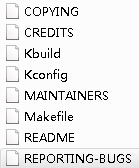 COPYING
CREDITS
Kbuild
Kconfig
MAINTAINERS
Makefile
README
REPORTING-BUGS